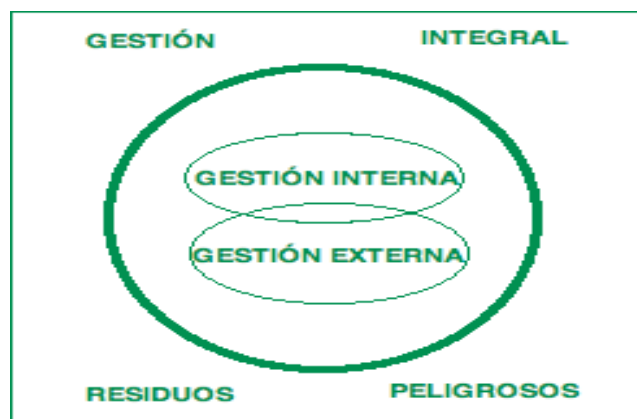 GESTIÓN INTEGRAL
GESTIÓN INTERNA
GESTIÓN EXTERNA
RESIDUOS PELIGROSOS